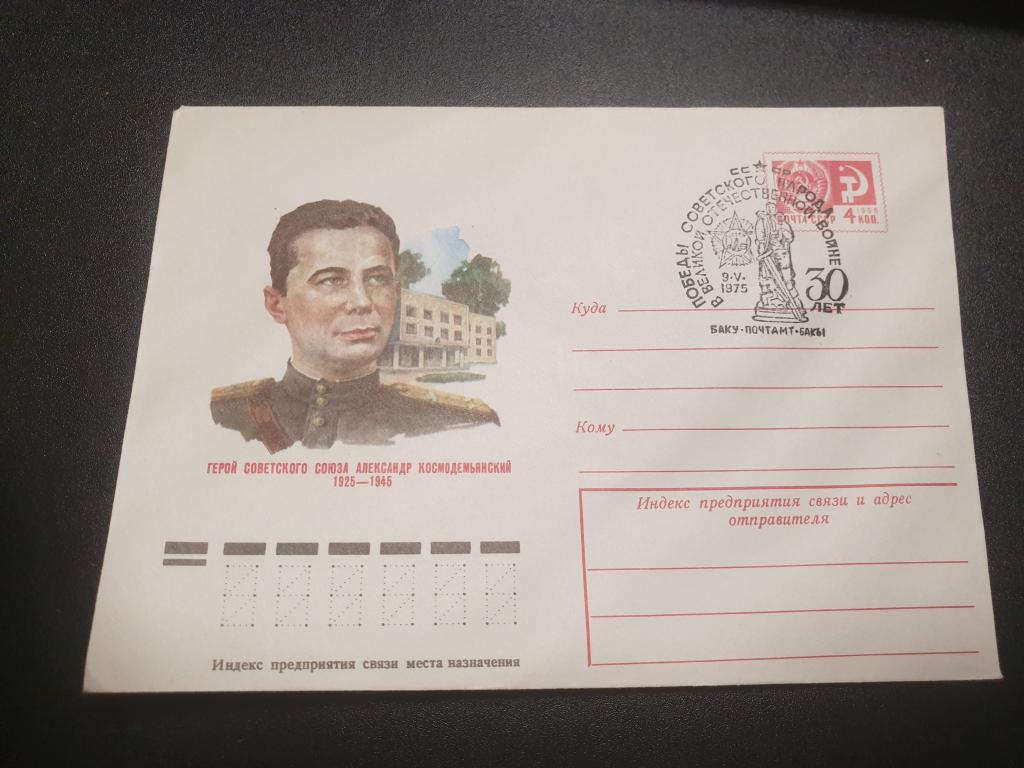 ПОЧТА СССР
1966
4 КОП.
ПОБЕДЫ СОВЕТСКОГО НАРОДА
В ВЕЛИКОЙ ОТЕЧЕСТВЕННОЙ ВОЙНЕ
9·V·
1975
30
ЛЕТ
БАКУ·ПОЧТАМТ·БАКЫ
Куда
Кому
ГЕРОЙ СОВЕТСКОГО СОЮЗА АЛЕКСАНДР КОСМОДЕМЬЯНСКИЙ
1925—1945
Индекс предприятия связи и адрес
отправителя
Индекс предприятия связи места назначения